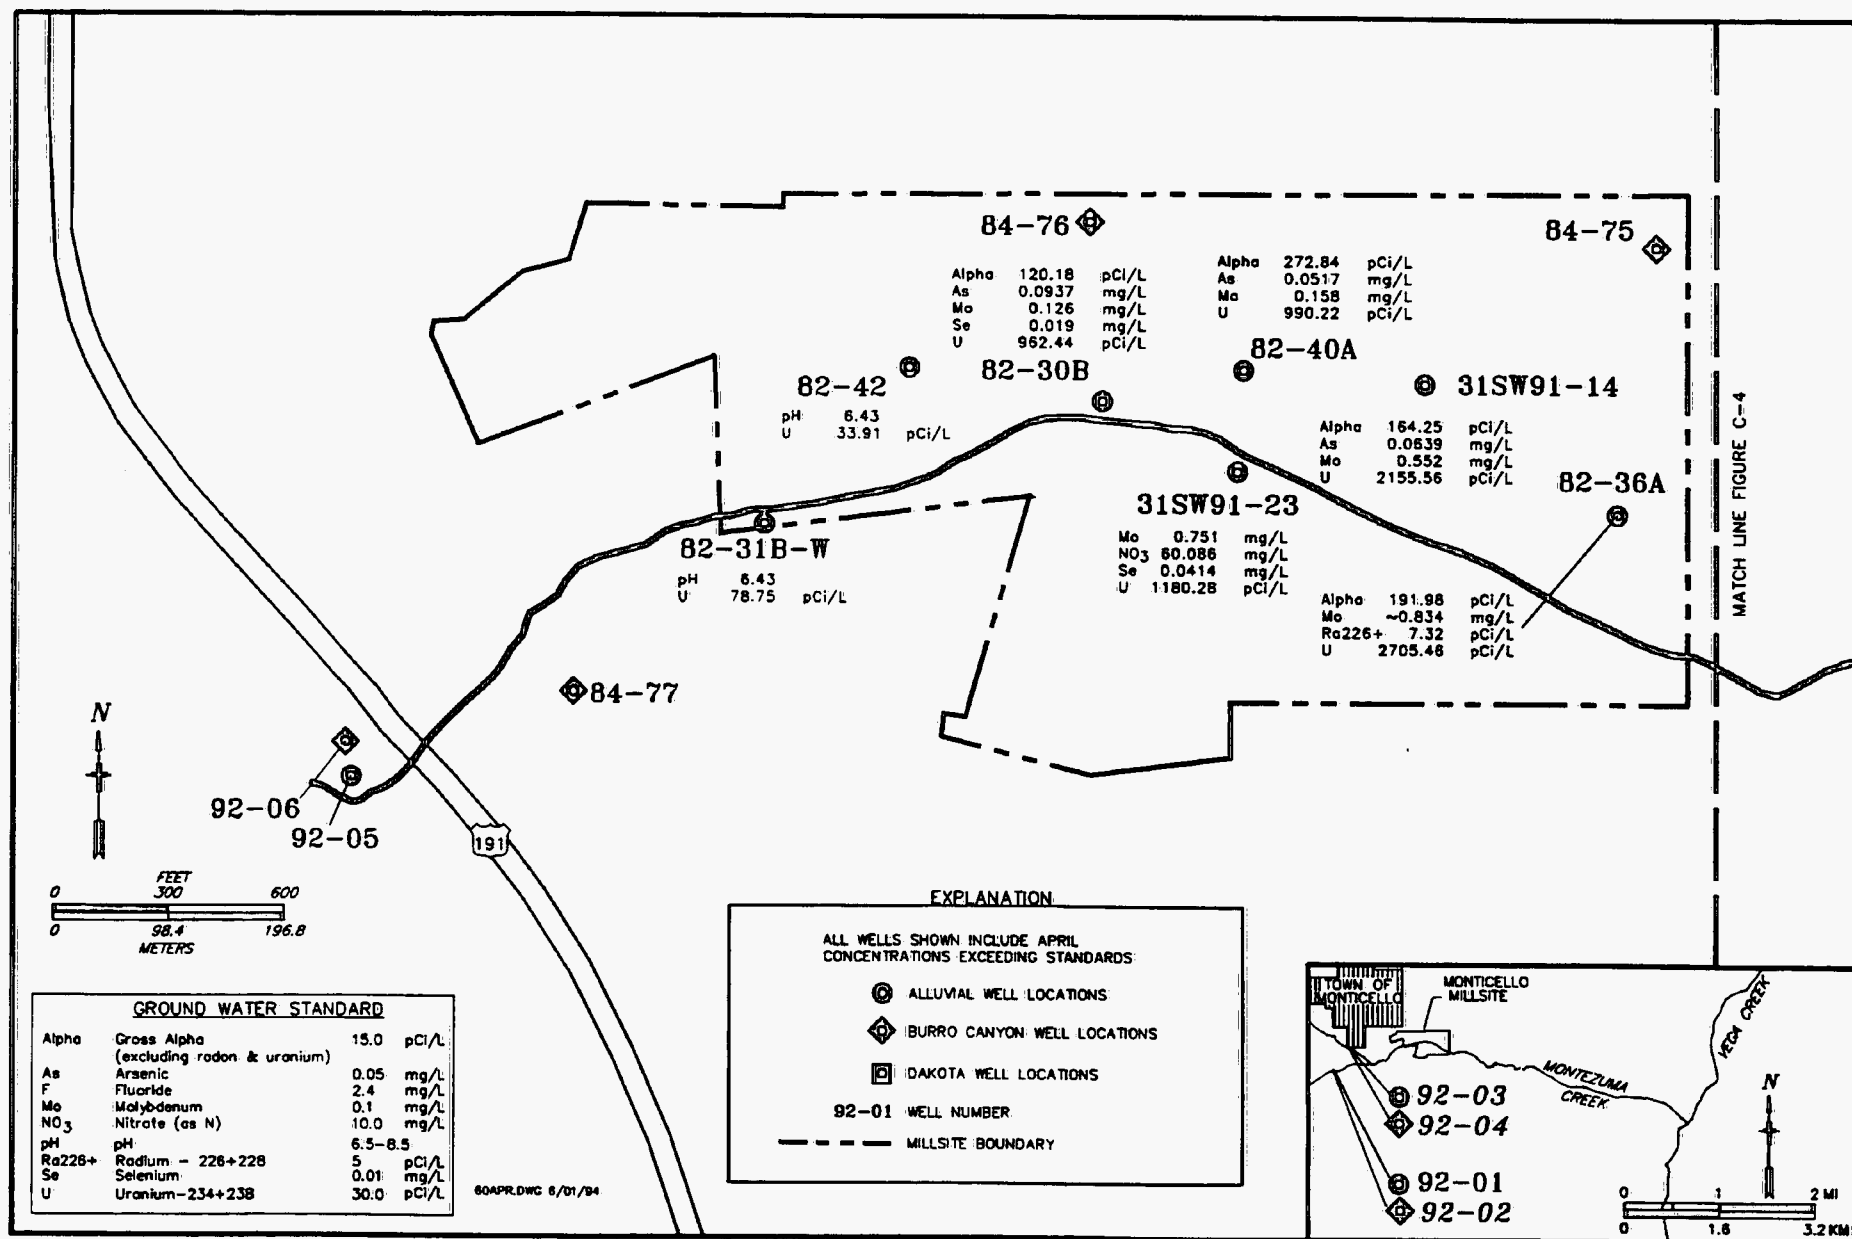 84-76
84-75
Alpha 120.18 pCi/L
As 0.0937 mg/L
Mo 0.126 mg/L
Se 0.019 mg/L
U 962.44 pCi/L
Alpha 272.84 pCi/L
As 0.0517 mg/L
Mo 0.158 mg/L
U 990.22 pCi/L
82-42
pH 6.43
U 33.91 pCi/L
82-30B
82-40A
31SW91-14
Alpha 164.25 pCi/L
As 0.0639 mg/L
Mo 0.552 mg/L
U 2155.56 pCi/L
82-36A
31SW91-23
Mo 0.751 mg/L
NO3 60.086 mg/L
Se 0.0414 mg/L
U 1180.28 pCi/L
82-31B-W
pH 6.43
U 78.75 pCi/L
Alpha 191.98 pCi/L
Mo ~0.834 mg/L
Ra226+ 7.32 pCi/L
U 2705.46 pCi/L
MATCH LINE FIGURE C-4
84-77
N
92-06
92-05
191
FEET
0 300 600
0 98.4 196.8
METERS
GROUND WATER STANDARD
Alpha Gross Alpha 15.0 pCi/L
(excluding radon & uranium)
As Arsenic 0.05 mg/L
F Fluoride 2.4 mg/L
Mo Molybdenum 0.1 mg/L
NO3 Nitrate (as N) 10.0 mg/L
pH pH 6.5-8.5
Ra226+ Radium - 226+228 5 pCi/L
Se Selenium 0.01 mg/L
U Uranium-234+238 30.0 pCi/L
60APR.DWG 6/01/94
EXPLANATION
ALL WELLS SHOWN INCLUDE APRIL
CONCENTRATIONS EXCEEDING STANDARDS
ALLUVIAL WELL LOCATIONS
BURRO CANYON WELL LOCATIONS
DAKOTA WELL LOCATIONS
92-01 WELL NUMBER
MILLSITE BOUNDARY
TOWN OF
MONTICELLO
MONTICELLO
MILLSITE
VEGA CREEK
MONTEZUMA
CREEK
N
92-03
92-04
92-01
92-02
0 1 2 MI
0 1.6 3.2 KM